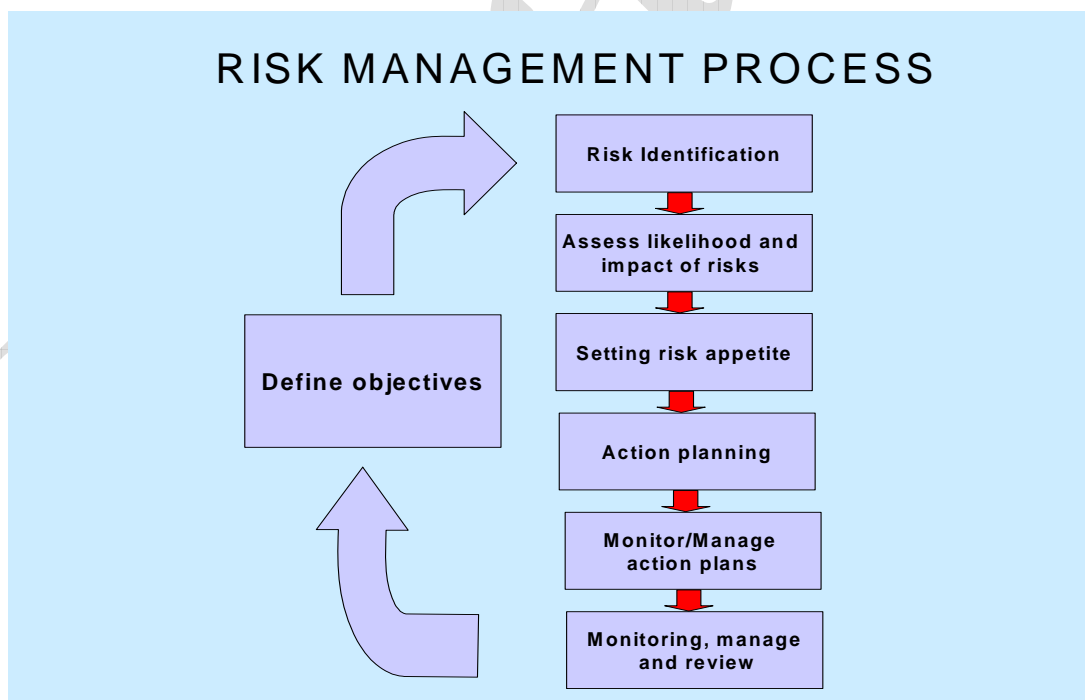 RISK MANAGEMENT PROCESS
Risk Identification
Assess likelihood and
impact of risks
Setting risk appetite
Define objectives
Action planning
Monitor/Manage
action plans
Monitoring, manage
and review